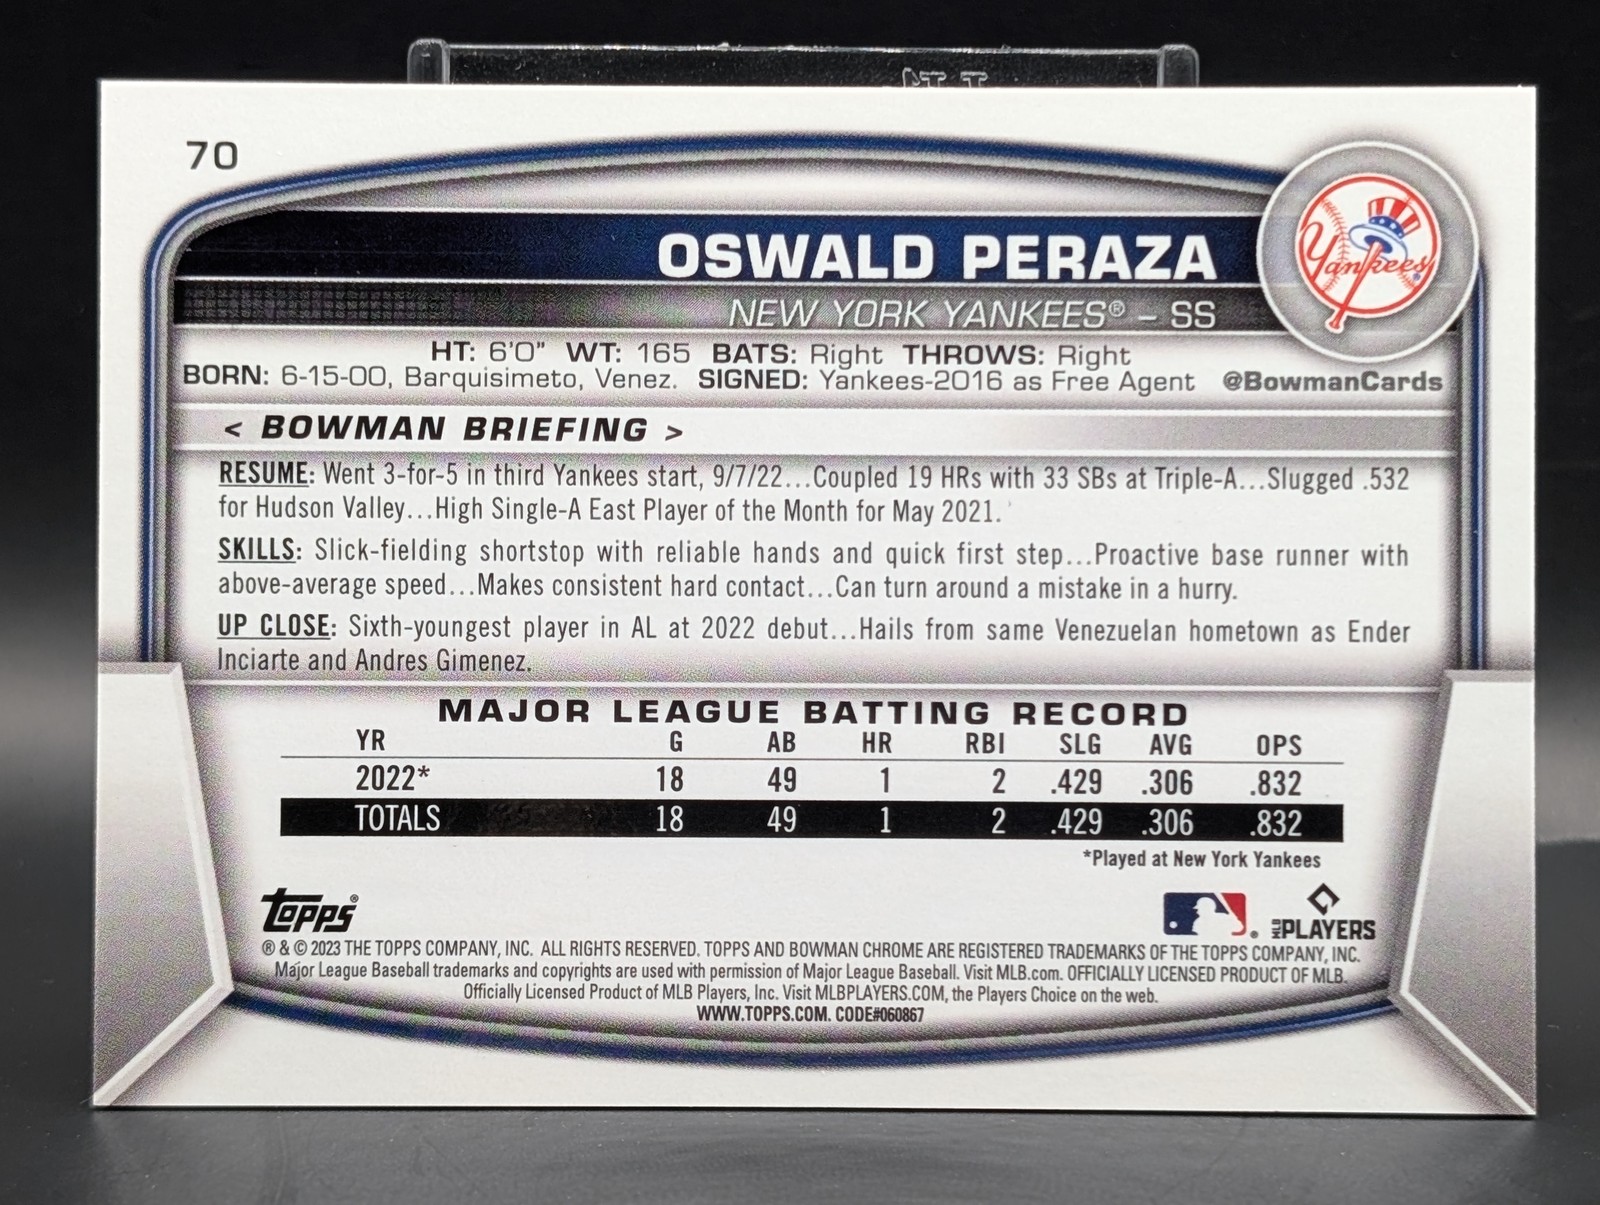 70
OSWALD PERAZA
Yankees
NEW YORK YANKEES® – SS
HT: 6'0" WT: 165 BATS: Right THROWS: Right
BORN: 6-15-00, Barquisimeto, Venez. SIGNED: Yankees-2016 as Free Agent @BowmanCards
< BOWMAN BRIEFING >
RESUME: Went 3-for-5 in third Yankees start, 9/7/22...Coupled 19 HRs with 33 SBs at Triple-A...Slugged .532
for Hudson Valley...High Single-A East Player of the Month for May 2021.
SKILLS: Slick-fielding shortstop with reliable hands and quick first step...Proactive base runner with
above-average speed...Makes consistent hard contact...Can turn around a mistake in a hurry.
UP CLOSE: Sixth-youngest player in AL at 2022 debut...Hails from same Venezuelan hometown as Ender
Inciarte and Andres Gimenez.
MAJOR LEAGUE BATTING RECORD
YR G AB HR RBI SLG AVG OPS
2022* 18 49 1 2 .429 .306 .832
TOTALS 18 49 1 2 .429 .306 .832
*Played at New York Yankees
Topps® MLB PLAYERS
® & © 2023 THE TOPPS COMPANY, INC. ALL RIGHTS RESERVED. TOPPS AND BOWMAN CHROME ARE REGISTERED TRADEMARKS OF THE TOPPS COMPANY, INC.
Major League Baseball trademarks and copyrights are used with permission of Major League Baseball. Visit MLB.com. OFFICIALLY LICENSED PRODUCT OF MLB.
Officially Licensed Product of MLB Players, Inc. Visit MLBPLAYERS.COM, the Players Choice on the web.
WWW.TOPPS.COM. CODE#060867